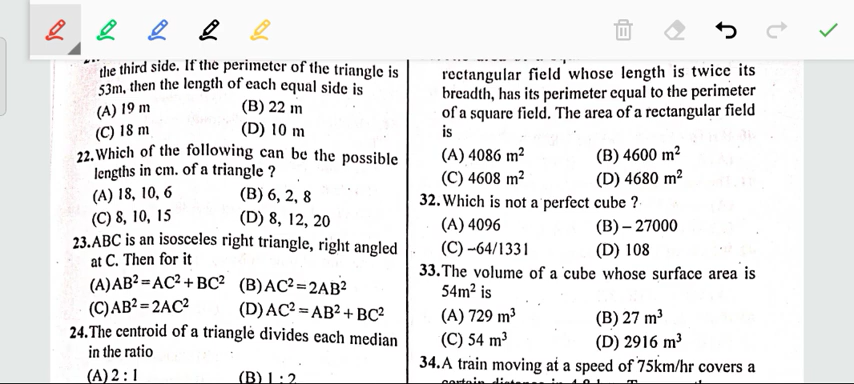 the third side. If the perimeter of the triangle is
53m, then the length of each equal side is
(A) 19 m (B) 22 m
(C) 18 m (D) 10 m
22.Which of the following can be the possible
lengths in cm. of a triangle ?
(A) 18, 10, 6 (B) 6, 2, 8
(C) 8, 10, 15 (D) 8, 12, 20
23.ABC is an isosceles right triangle, right angled
at C. Then for it
(A) AB²=AC²+BC² (B) AC²=2AB²
(C) AB²=2AC² (D) AC²=AB²+BC²
24.The centroid of a triangle divides each median
in the ratio
(A) 2 : 1 (B) 1 : 2
rectangular field whose length is twice its
breadth, has its perimeter equal to the perimeter
of a square field. The area of a rectangular field
is
(A) 4086 m² (B) 4600 m²
(C) 4608 m² (D) 4680 m²
32.Which is not a perfect cube ?
(A) 4096 (B) – 27000
(C) –64/1331 (D) 108
33.The volume of a cube whose surface area is
54m² is
(A) 729 m³ (B) 27 m³
(C) 54 m³ (D) 2916 m³
34.A train moving at a speed of 75km/hr covers a